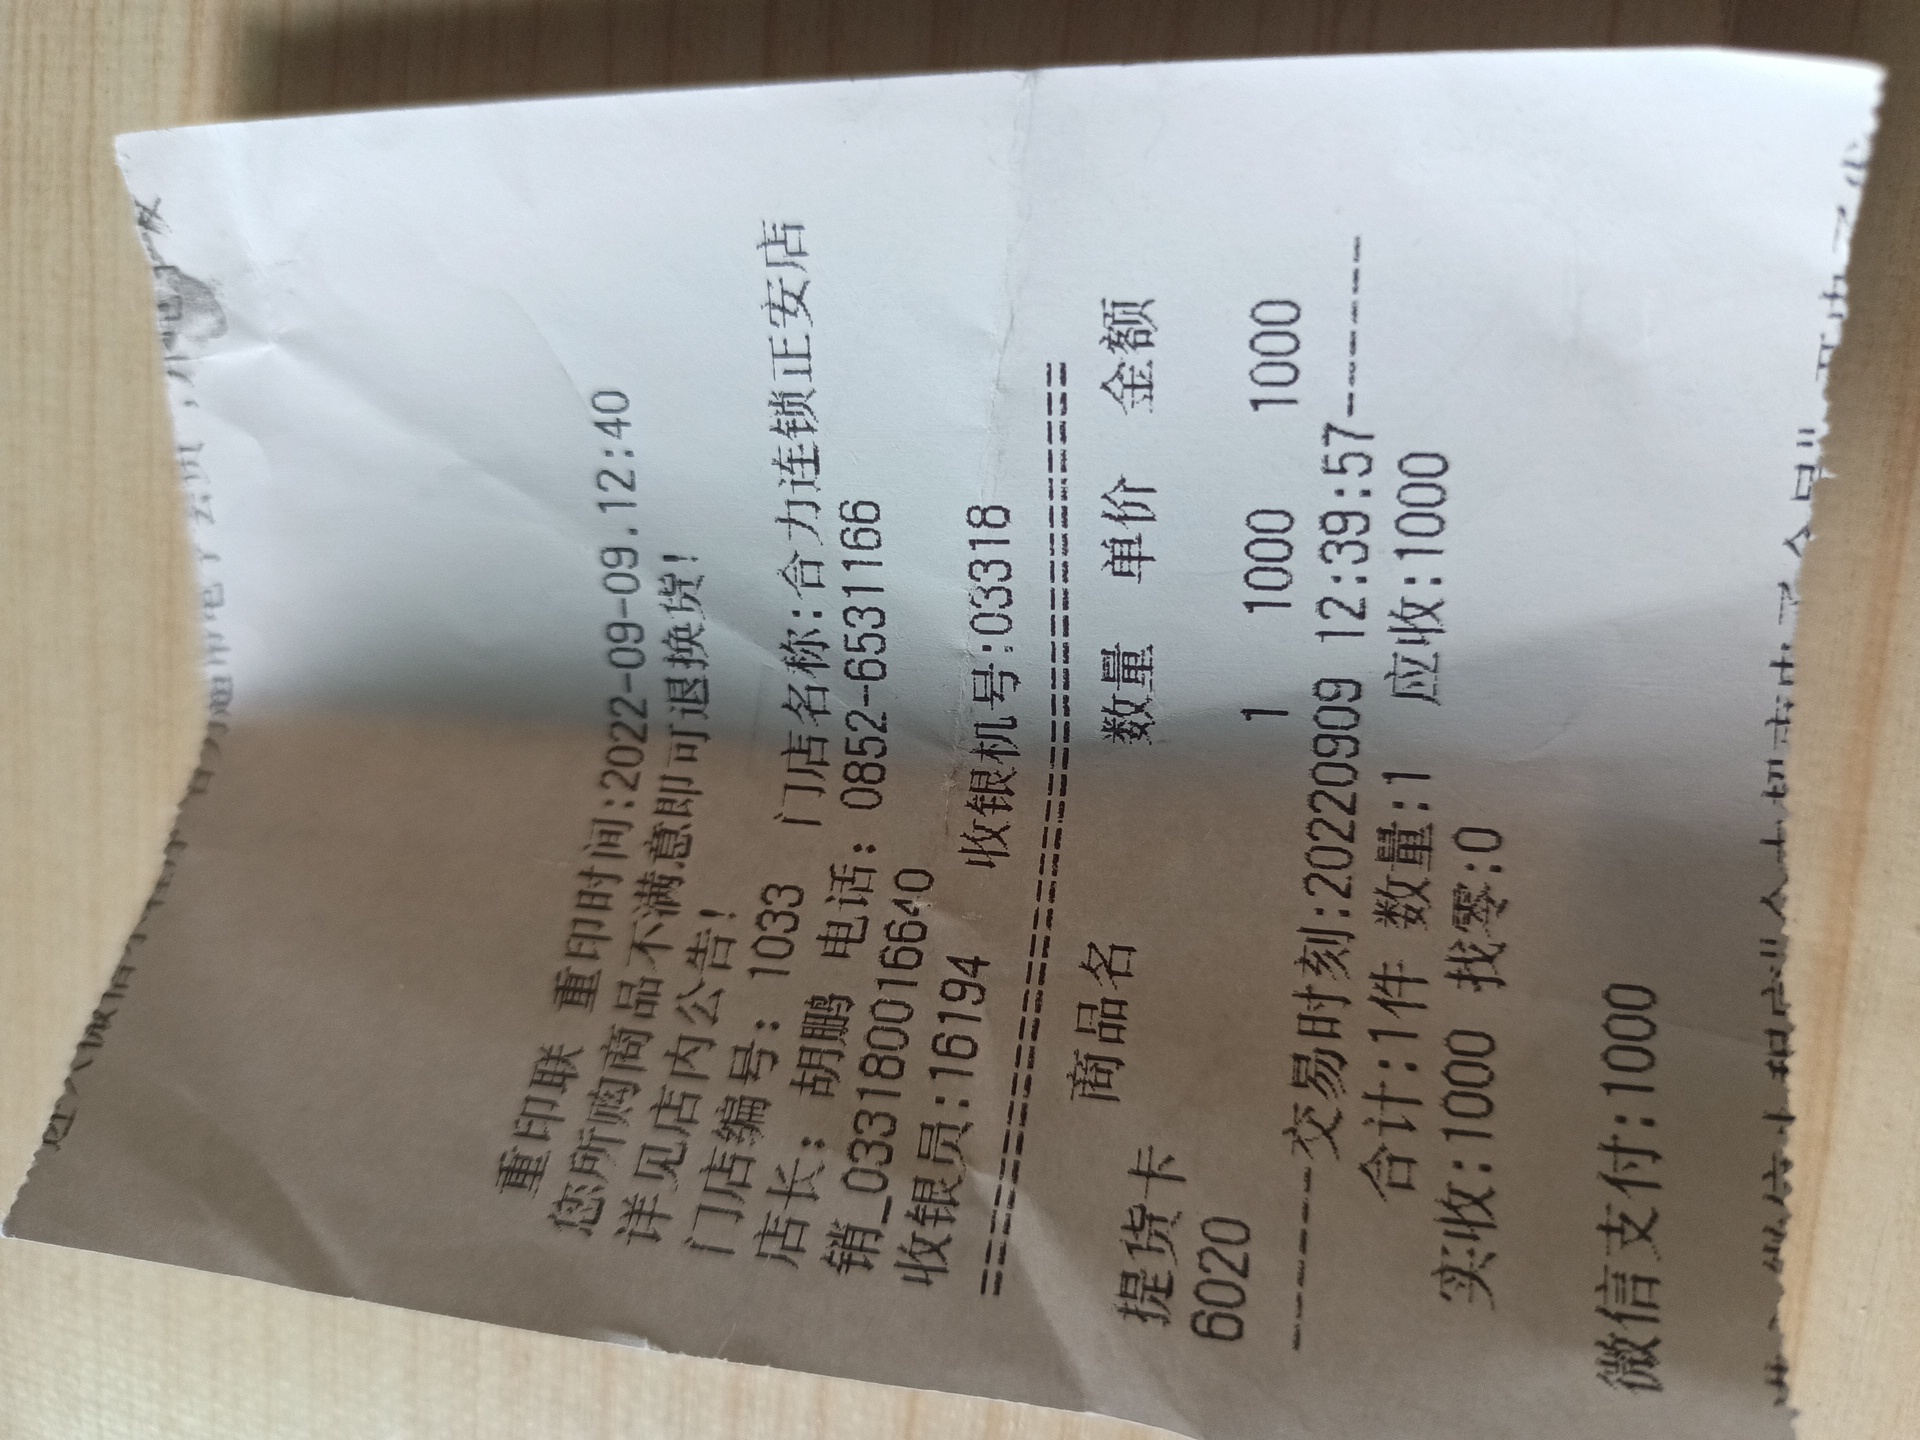 重印联 重印时间:2022-09-09.12:40
您所购商品不满意即可退换货!
详见店内公告!
门店编号: 1033 门店名称:合力连锁正安店
店长: 胡鹏 电话: 0852-6531166
销_0331800016640
收银员:16194 收银机号:03318
==========================================
商品名 数量 单价 金额
提货卡
6020 1 1000 1000
------交易时刻:20220909 12:39:57------
合计:1件 数量:1 应收:1000
实收:1000 找零:0
微信支付:1000